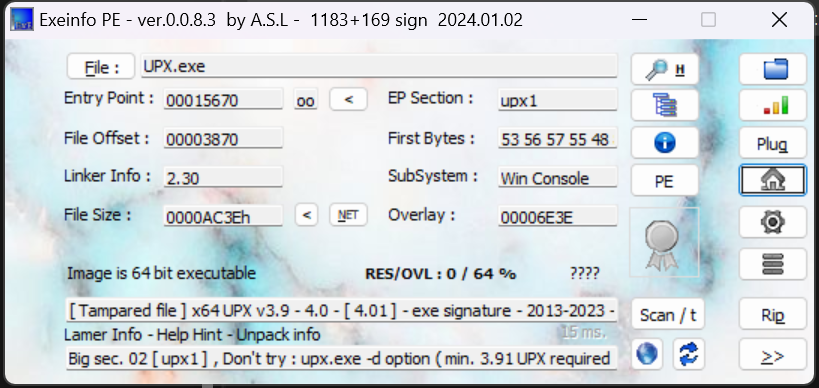 Exeinfo PE - ver.0.0.8.3 by A.S.L - 1183+169 sign 2024.01.02
File : UPX.exe H
Entry Point : 00015670 oo < EP Section : upx1
File Offset : 00003870 First Bytes : 53 56 57 55 48 Plug
Linker Info : 2.30 SubSystem : Win Console PE
File Size : 0000AC3Eh < NET Overlay : 00006E3E
Image is 64 bit executable RES/OVL : 0 / 64 % ????
[ Tampared file ] x64 UPX v3.9 - 4.0 - [ 4.01 ] - exe signature - 2013-2023 - Scan / t Rip
Lamer Info - Help Hint - Unpack info 16 ms.
Big sec. 02 [ upx1 ] , Don't try : upx.exe -d option ( min. 3.91 UPX required >>